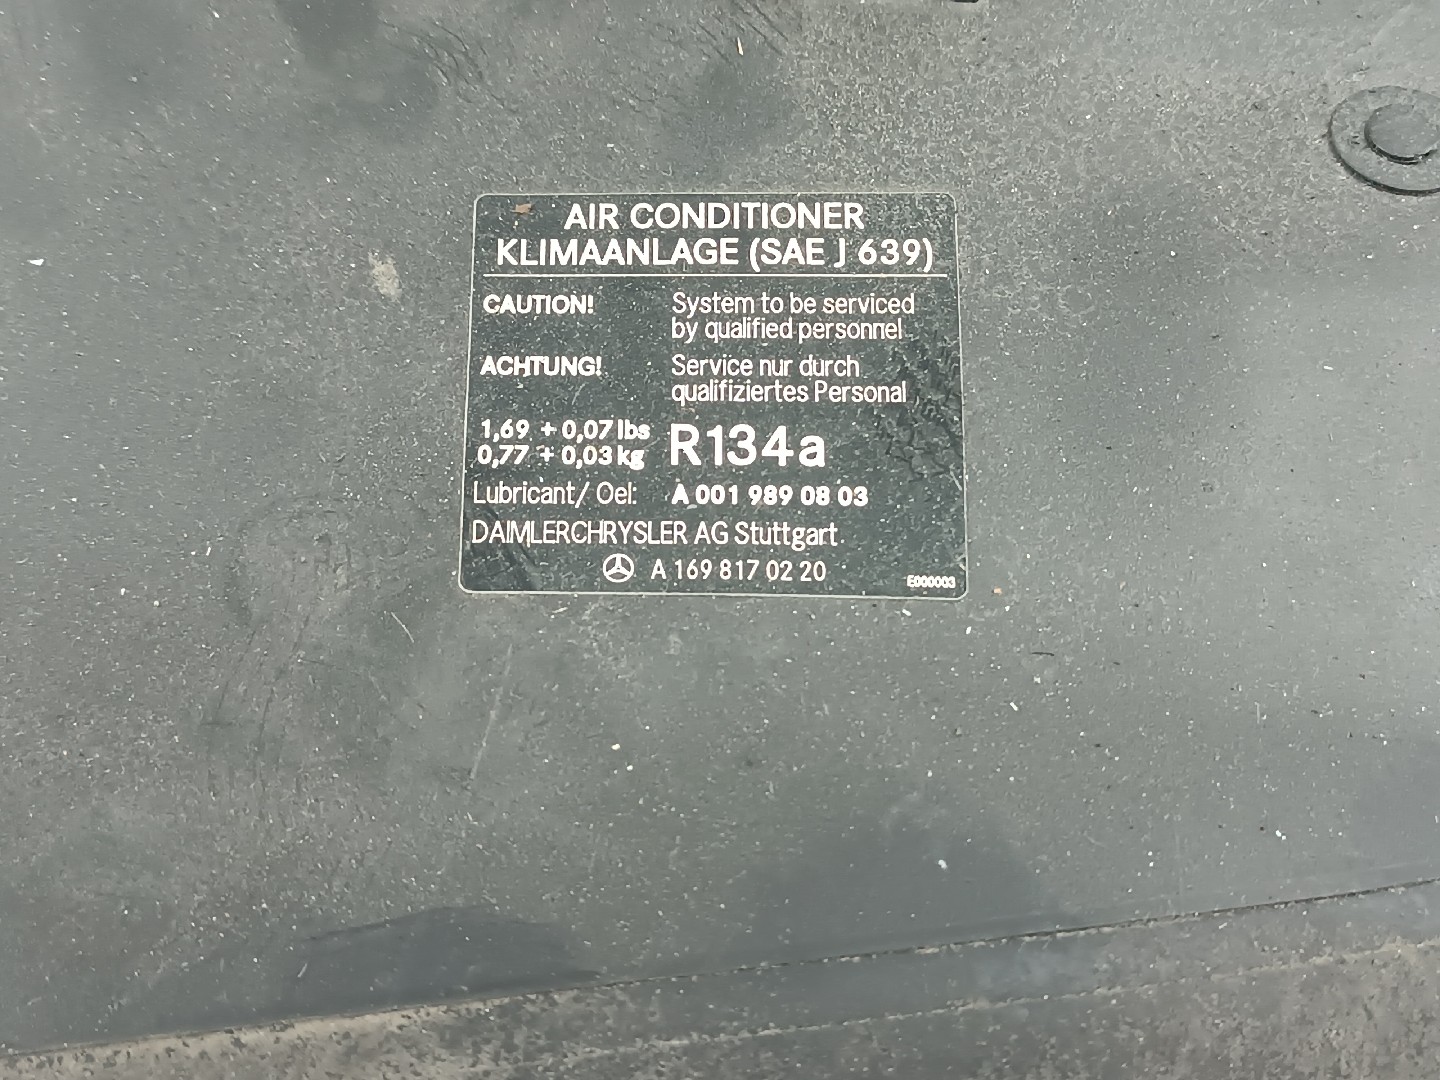 AIR CONDITIONER
KLIMAANLAGE (SAE J 639)
CAUTION! System to be serviced
by qualified personnel
ACHTUNG! Service nur durch
qualifiziertes Personal
1,69 + 0,07 lbs
0,77 + 0,03 kg R134a
Lubricant/ Oel: A 001 989 08 03
DAIMLERCHRYSLER AG Stuttgart
A 169 817 02 20
E000003